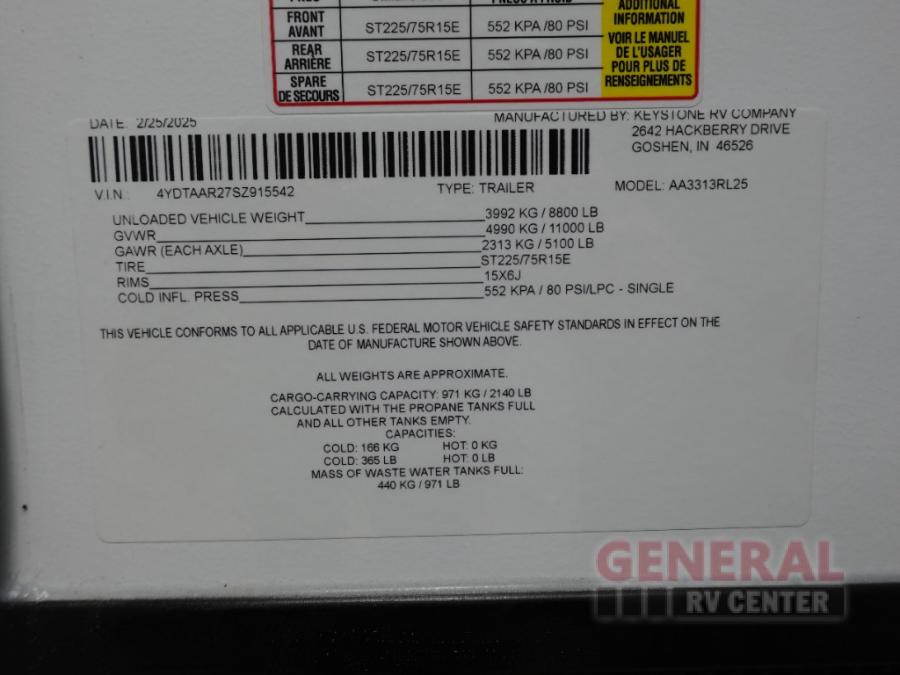 FRONT
AVANT
ST225/75R15E
552 KPA /80 PSI
REAR
ARRIÈRE
ST225/75R15E
552 KPA /80 PSI
SPARE
DE SECOURS
ST225/75R15E
552 KPA /80 PSI
ADDITIONAL
INFORMATION
VOIR LE MANUEL
DE L'USAGER
POUR PLUS DE
RENSEIGNEMENTS
DATE: 2/25/2025
MANUFACTURED BY: KEYSTONE RV COMPANY
2642 HACKBERRY DRIVE
GOSHEN, IN 46526
V.I.N.: 4YDTAAR27SZ915542 TYPE: TRAILER MODEL: AA3313RL25
UNLOADED VEHICLE WEIGHT 3992 KG / 8800 LB
GVWR 4990 KG / 11000 LB
GAWR (EACH AXLE) 2313 KG / 5100 LB
TIRE ST225/75R15E
RIMS 15X6J
COLD INFL. PRESS 552 KPA / 80 PSI/LPC - SINGLE
THIS VEHICLE CONFORMS TO ALL APPLICABLE U.S. FEDERAL MOTOR VEHICLE SAFETY STANDARDS IN EFFECT ON THE
DATE OF MANUFACTURE SHOWN ABOVE.
ALL WEIGHTS ARE APPROXIMATE.
CARGO-CARRYING CAPACITY: 971 KG / 2140 LB
CALCULATED WITH THE PROPANE TANKS FULL
AND ALL OTHER TANKS EMPTY.
CAPACITIES:
COLD: 166 KG HOT: 0 KG
COLD: 365 LB HOT: 0 LB
MASS OF WASTE WATER TANKS FULL:
440 KG / 971 LB
GENERAL
RV CENTER